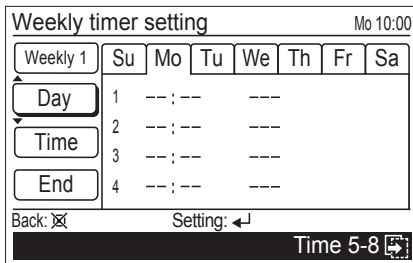 Weekly timer setting Mo 10:00
Weekly 1 Su Mo Tu We Th Fr Sa
Day 1 --:-- ---
2 --:-- ---
Time
3 --:-- ---
End 4 --:-- ---
Back: Setting:
Time 5-8